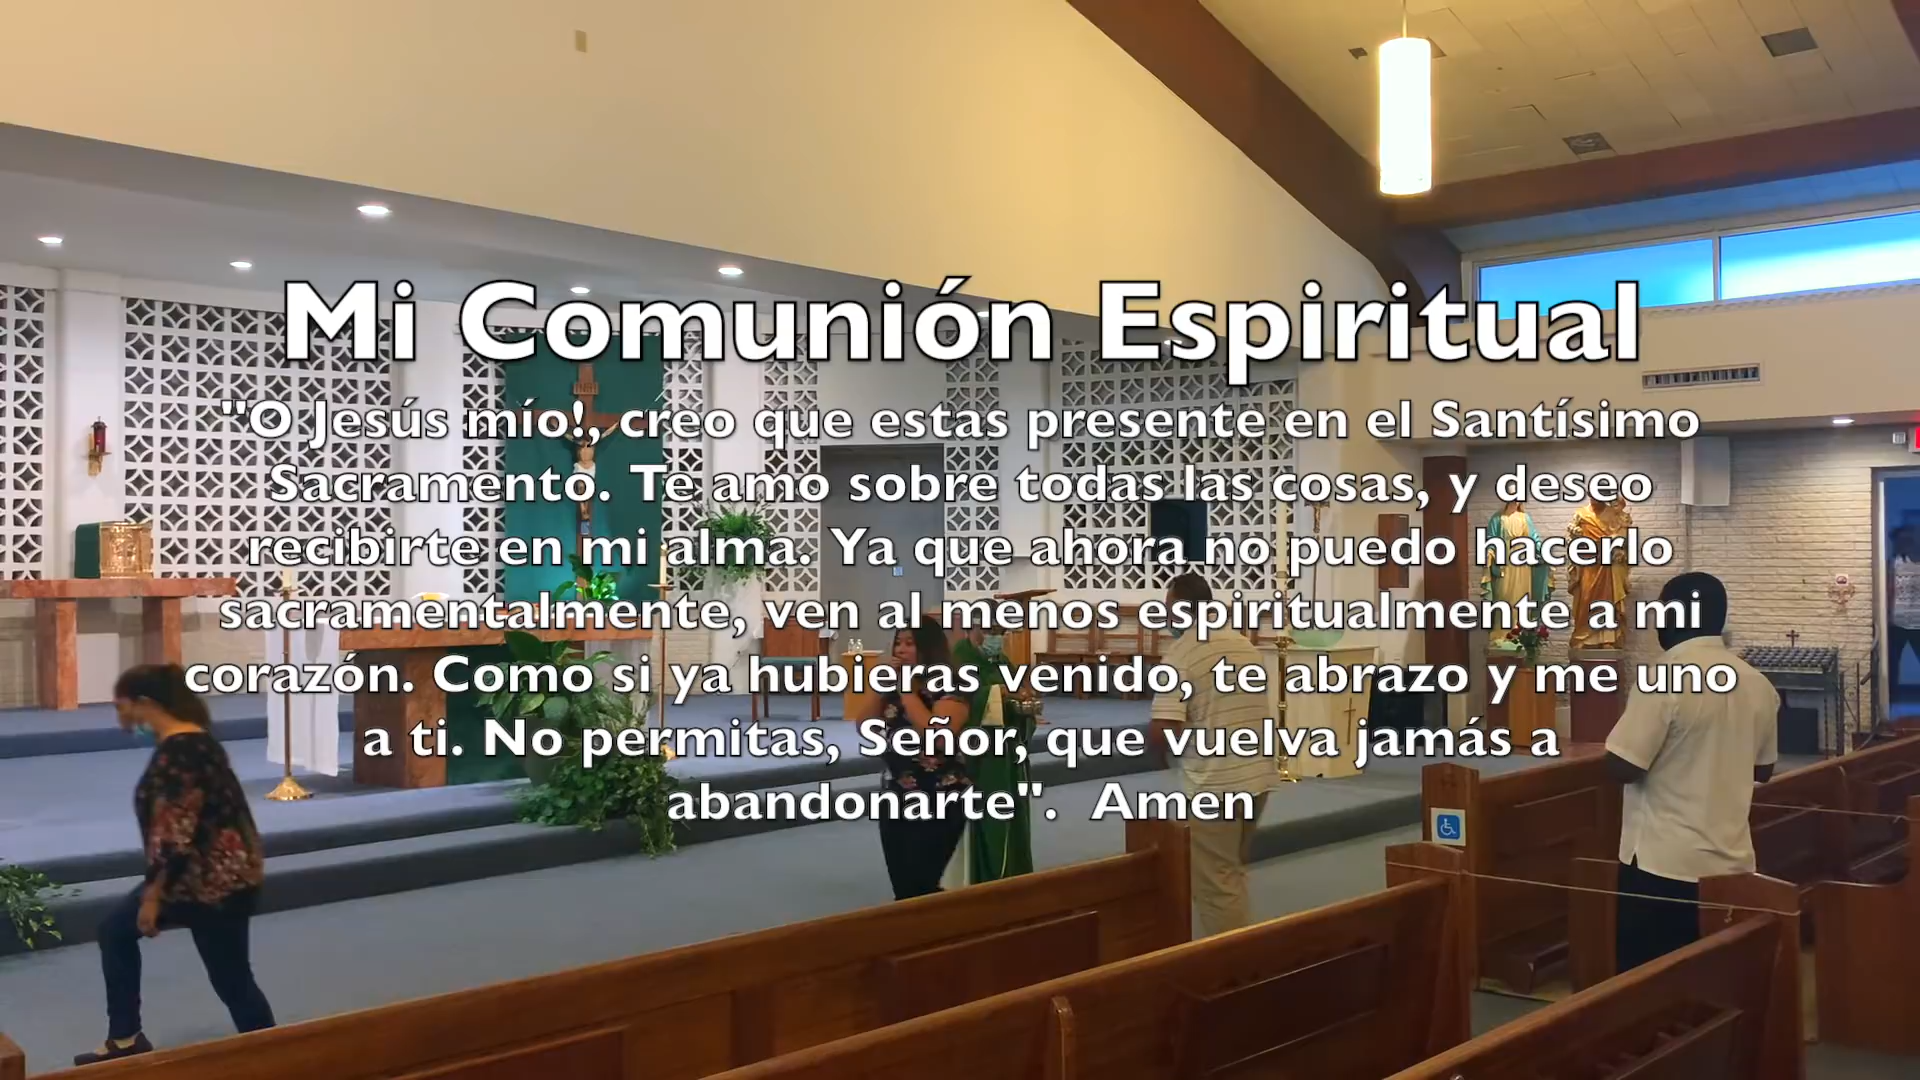 Mi Comunión Espiritual
"O Jesús mío!, creo que estas presente en el Santísimo
Sacramento. Te amo sobre todas las cosas, y deseo
recibirte en mi alma. Ya que ahora no puedo hacerlo
sacramentalmente, ven al menos espiritualmente a mi
corazón. Como si ya hubieras venido, te abrazo y me uno
a ti. No permitas, Señor, que vuelva jamás a
abandonarte".  Amen